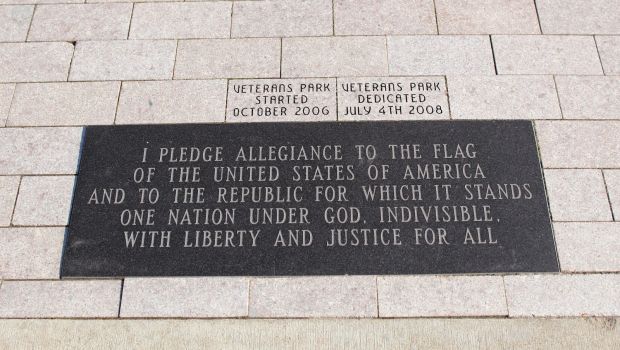 VETERANS PARK
STARTED
OCTOBER 2006
VETERANS PARK
DEDICATED
JULY 4TH 2008
I PLEDGE ALLEGIANCE TO THE FLAG
OF THE UNITED STATES OF AMERICA
AND TO THE REPUBLIC FOR WHICH IT STANDS
ONE NATION UNDER GOD, INDIVISIBLE,
WITH LIBERTY AND JUSTICE FOR ALL